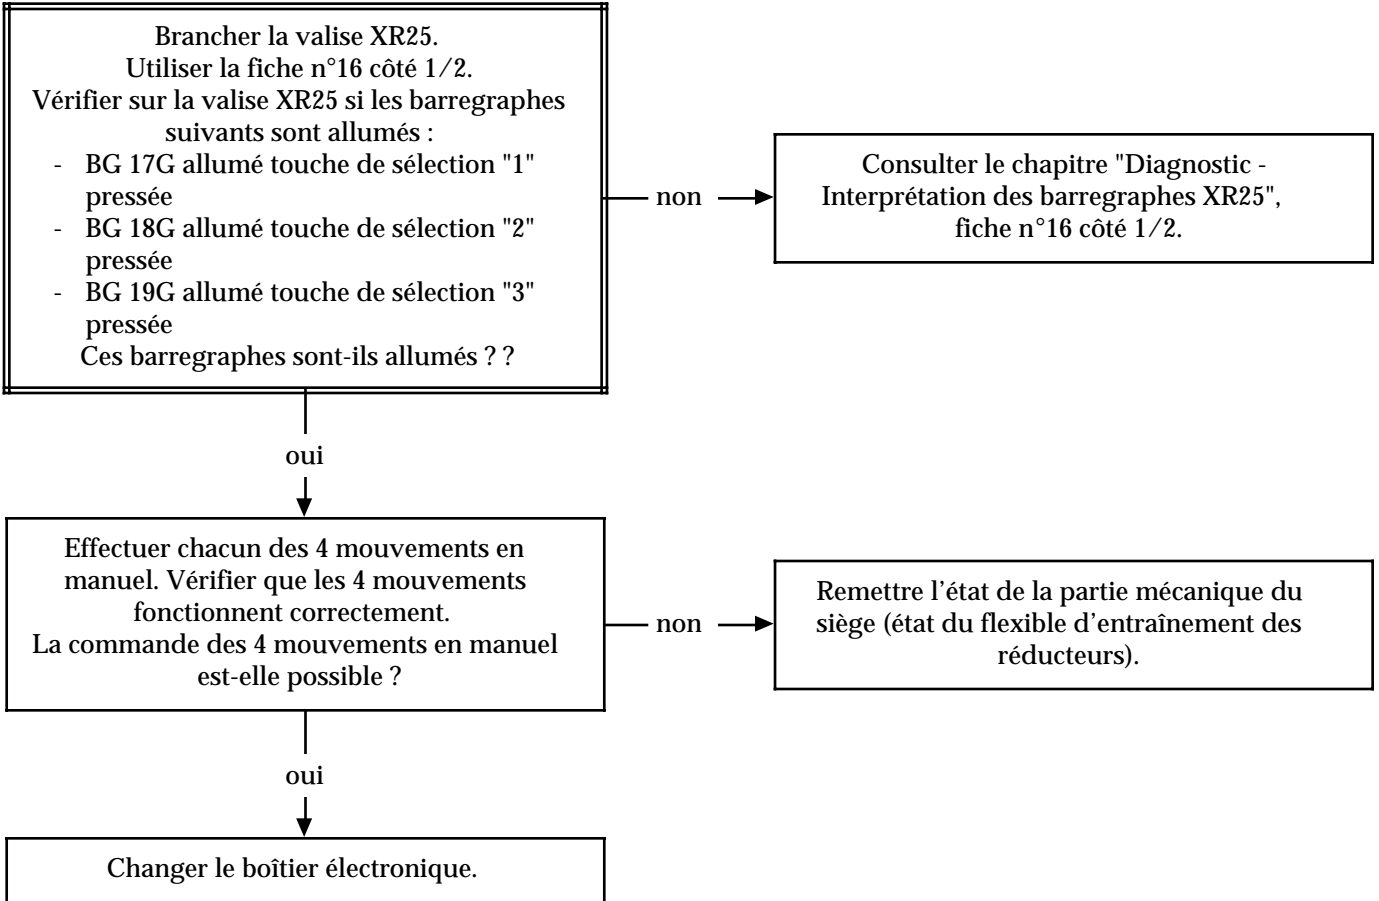 Brancher la valise XR25.
Utiliser la fiche n°16 côté 1/2.
Vérifier sur la valise XR25 si les barregraphes
suivants sont allumés :
- BG 17G allumé touche de sélection "1"
pressée
- BG 18G allumé touche de sélection "2"
pressée
- BG 19G allumé touche de sélection "3"
pressée
Ces barregraphes sont-ils allumés ? ?
non
Consulter le chapitre "Diagnostic -
Interprétation des barregraphes XR25",
fiche n°16 côté 1/2.
oui
Effectuer chacun des 4 mouvements en
manuel. Vérifier que les 4 mouvements
fonctionnent correctement.
La commande des 4 mouvements en manuel
est-elle possible ?
non
Remettre l’état de la partie mécanique du
siège (état du flexible d’entraînement des
réducteurs).
oui
Changer le boîtier électronique.